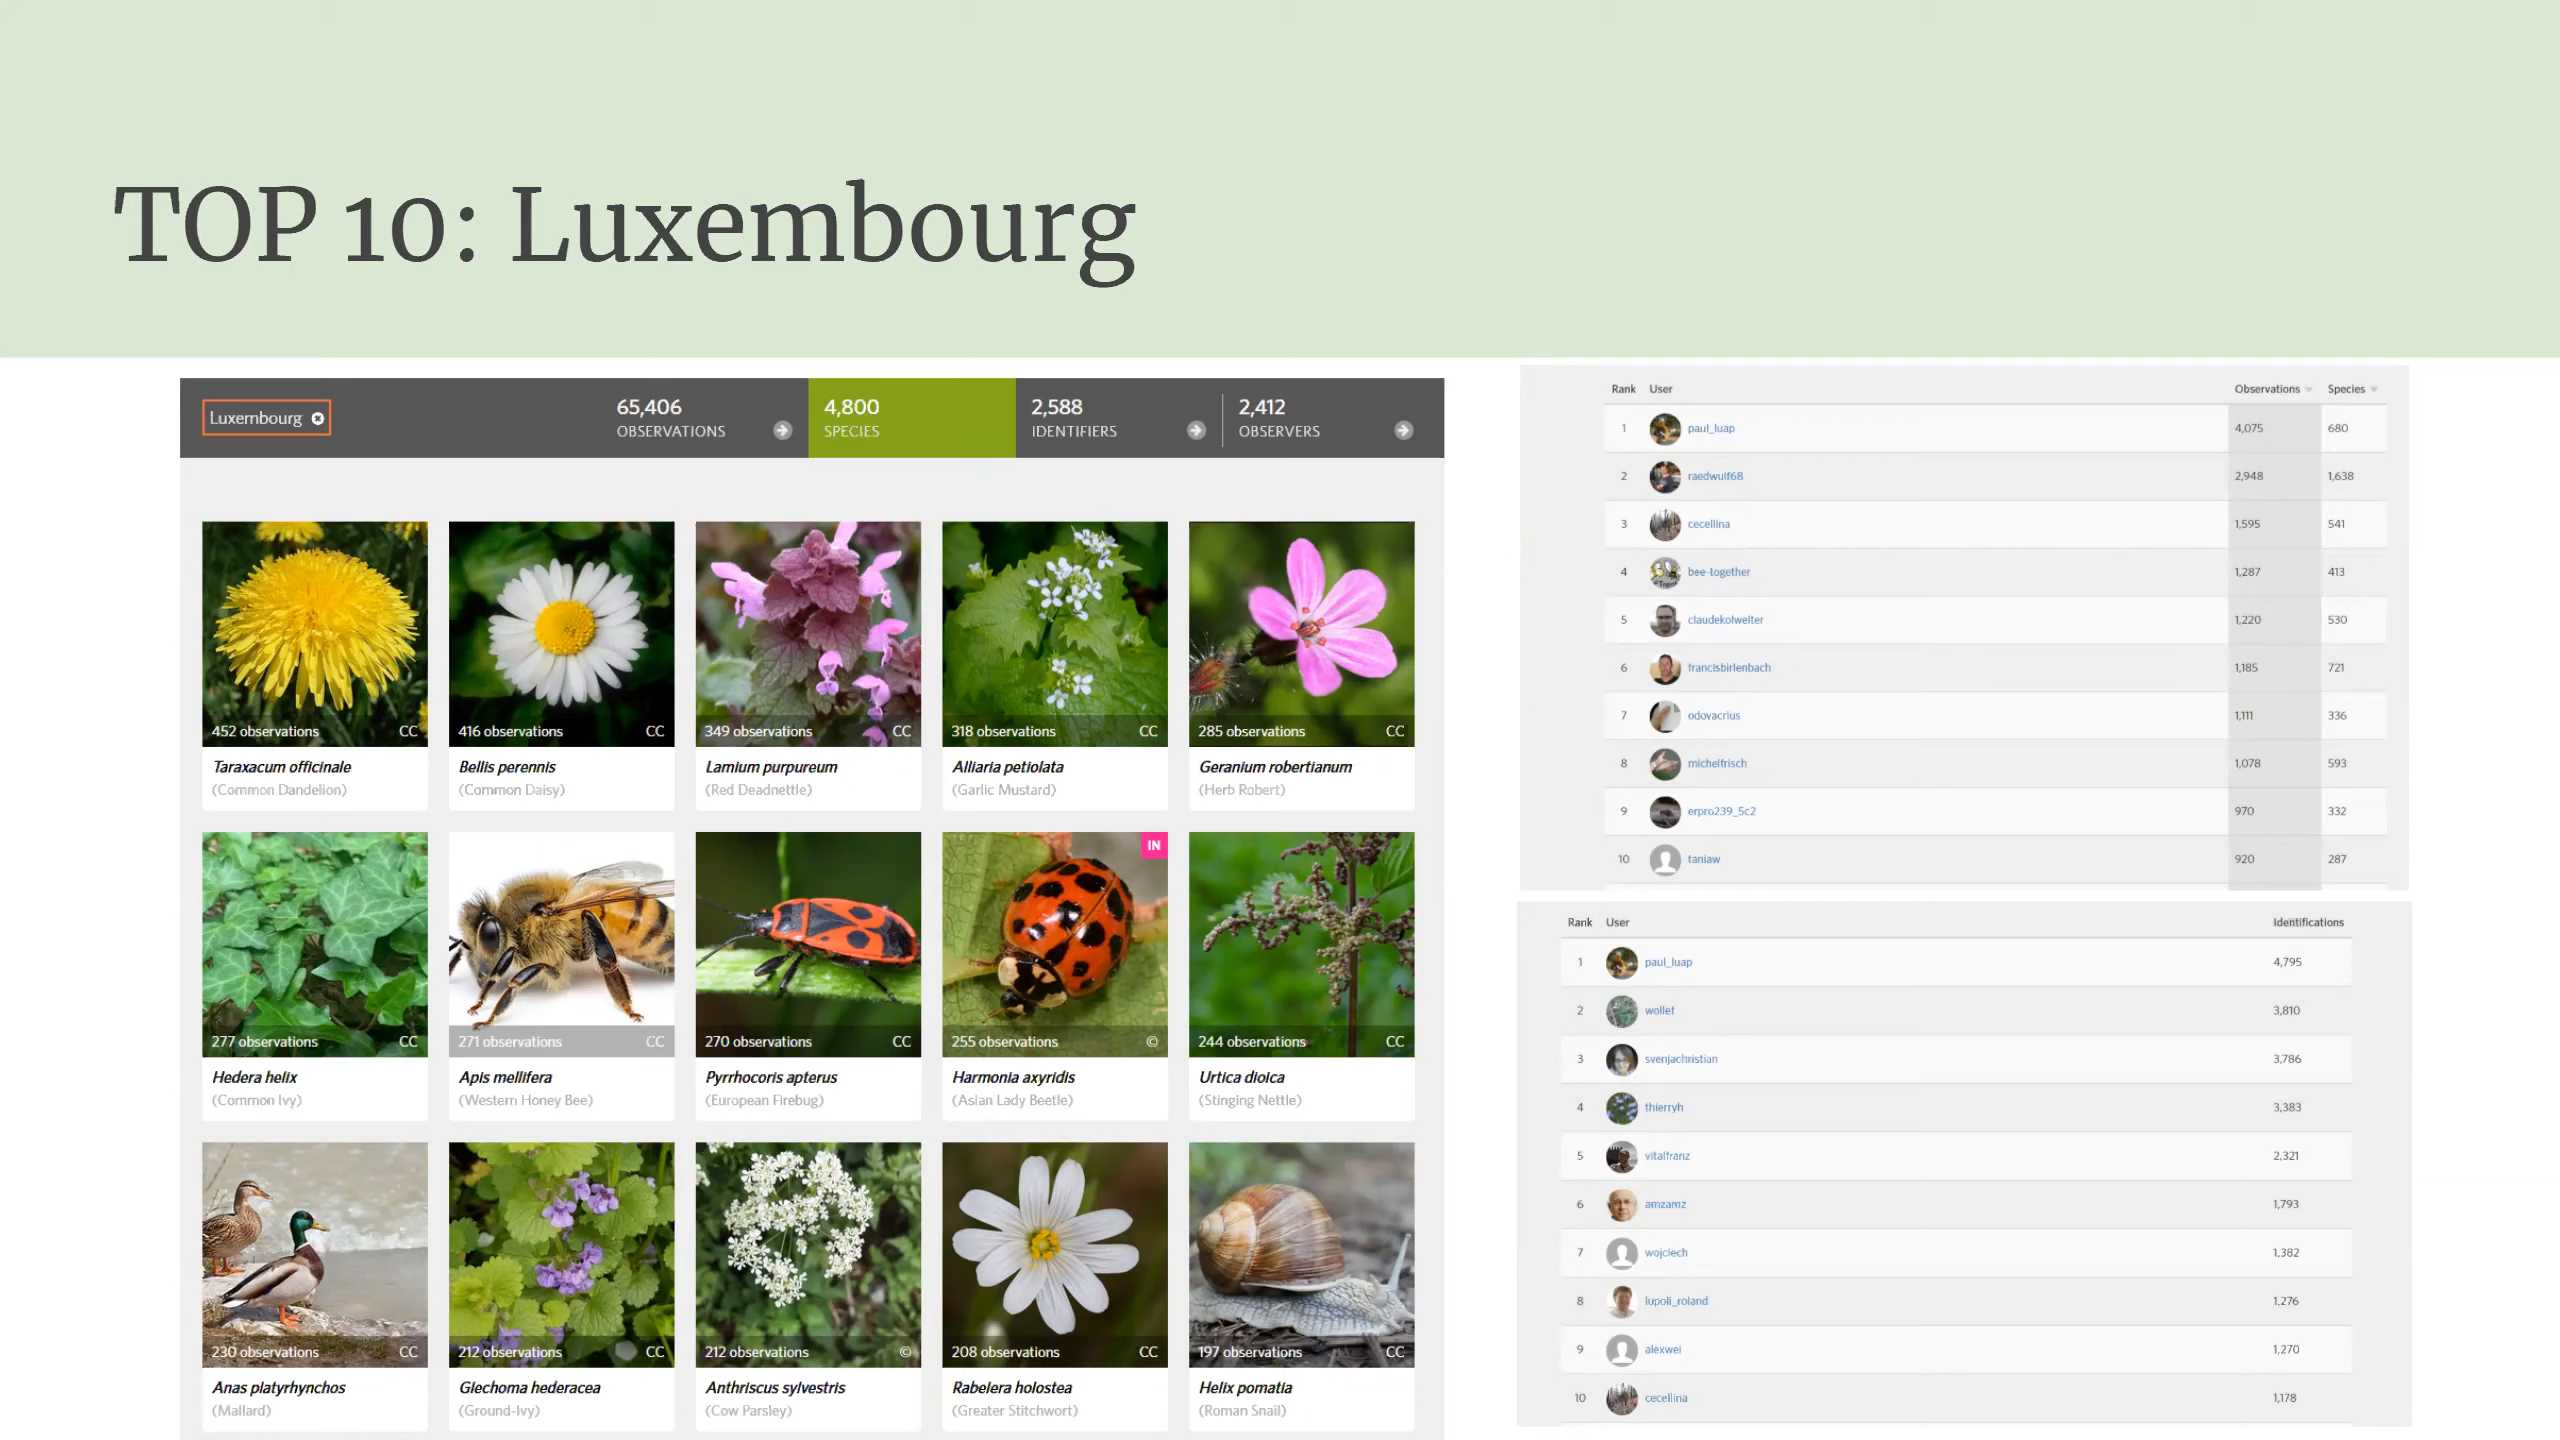 TOP 10: Luxembourg
Luxembourg
65,406
OBSERVATIONS
4,800
SPECIES
2,588
IDENTIFIERS
2,412
OBSERVERS
452 observations CC
Taraxacum officinale
(Common Dandelion)
416 observations CC
Bellis perennis
(Common Daisy)
349 observations CC
Lamium purpureum
(Red Deadnettle)
318 observations CC
Alliaria petiolata
(Garlic Mustard)
285 observations CC
Geranium robertianum
(Herb Robert)
277 observations CC
Hedera helix
(Common Ivy)
271 observations CC
Apis mellifera
(Western Honey Bee)
270 observations CC
Pyrrhocoris apterus
(European Firebug)
IN
255 observations ©
Harmonia axyridis
(Asian Lady Beetle)
244 observations CC
Urtica dioica
(Stinging Nettle)
230 observations CC
Anas platyrhynchos
(Mallard)
212 observations CC
Glechoma hederacea
(Ground-Ivy)
212 observations ©
Anthriscus sylvestris
(Cow Parsley)
208 observations CC
Rabelera holostea
(Greater Stitchwort)
197 observations CC
Helix pomatia
(Roman Snail)
Rank User Observations Species
1 paul_luap 4,075 680
2 raedwulf68 2,948 1,638
3 cecellina 1,595 541
4 bee-together 1,287 413
5 claudekolwelter 1,220 530
6 francisbirlenbach 1,185 721
7 odovacrius 1,111 336
8 michelfrisch 1,078 593
9 erpro239_5c2 970 332
10 taniaw 920 287
Rank User Identifications
1 paul_luap 4,795
2 wollef 3,810
3 svenjachristian 3,786
4 thierryh 3,383
5 vitalfranz 2,321
6 amzamz 1,793
7 wojciech 1,382
8 lupoli_roland 1,276
9 alexwei 1,270
10 cecellina 1,178